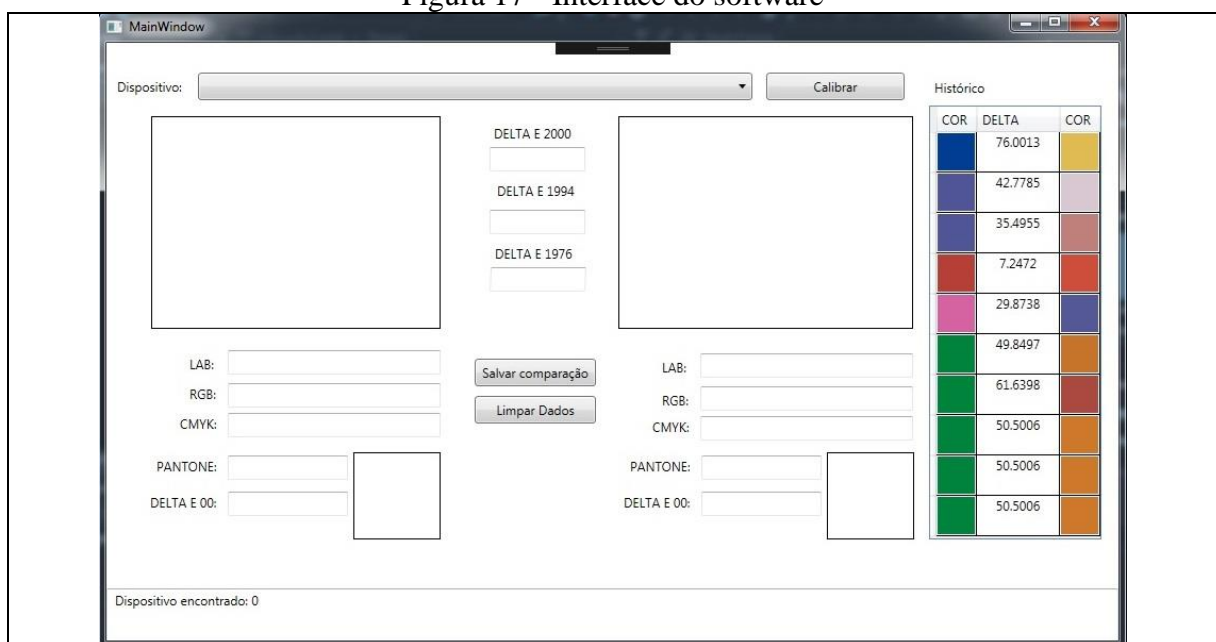 Figura 17 - Interface do software
MainWindow
Dispositivo:
Calibrar
Histórico
COR DELTA COR
76.0013
42.7785
35.4955
7.2472
29.8738
49.8497
61.6398
50.5006
50.5006
50.5006
DELTA E 2000
DELTA E 1994
DELTA E 1976
LAB:
RGB:
CMYK:
PANTONE:
DELTA E 00:
Salvar comparação
Limpar Dados
LAB:
RGB:
CMYK:
PANTONE:
DELTA E 00:
Dispositivo encontrado: 0